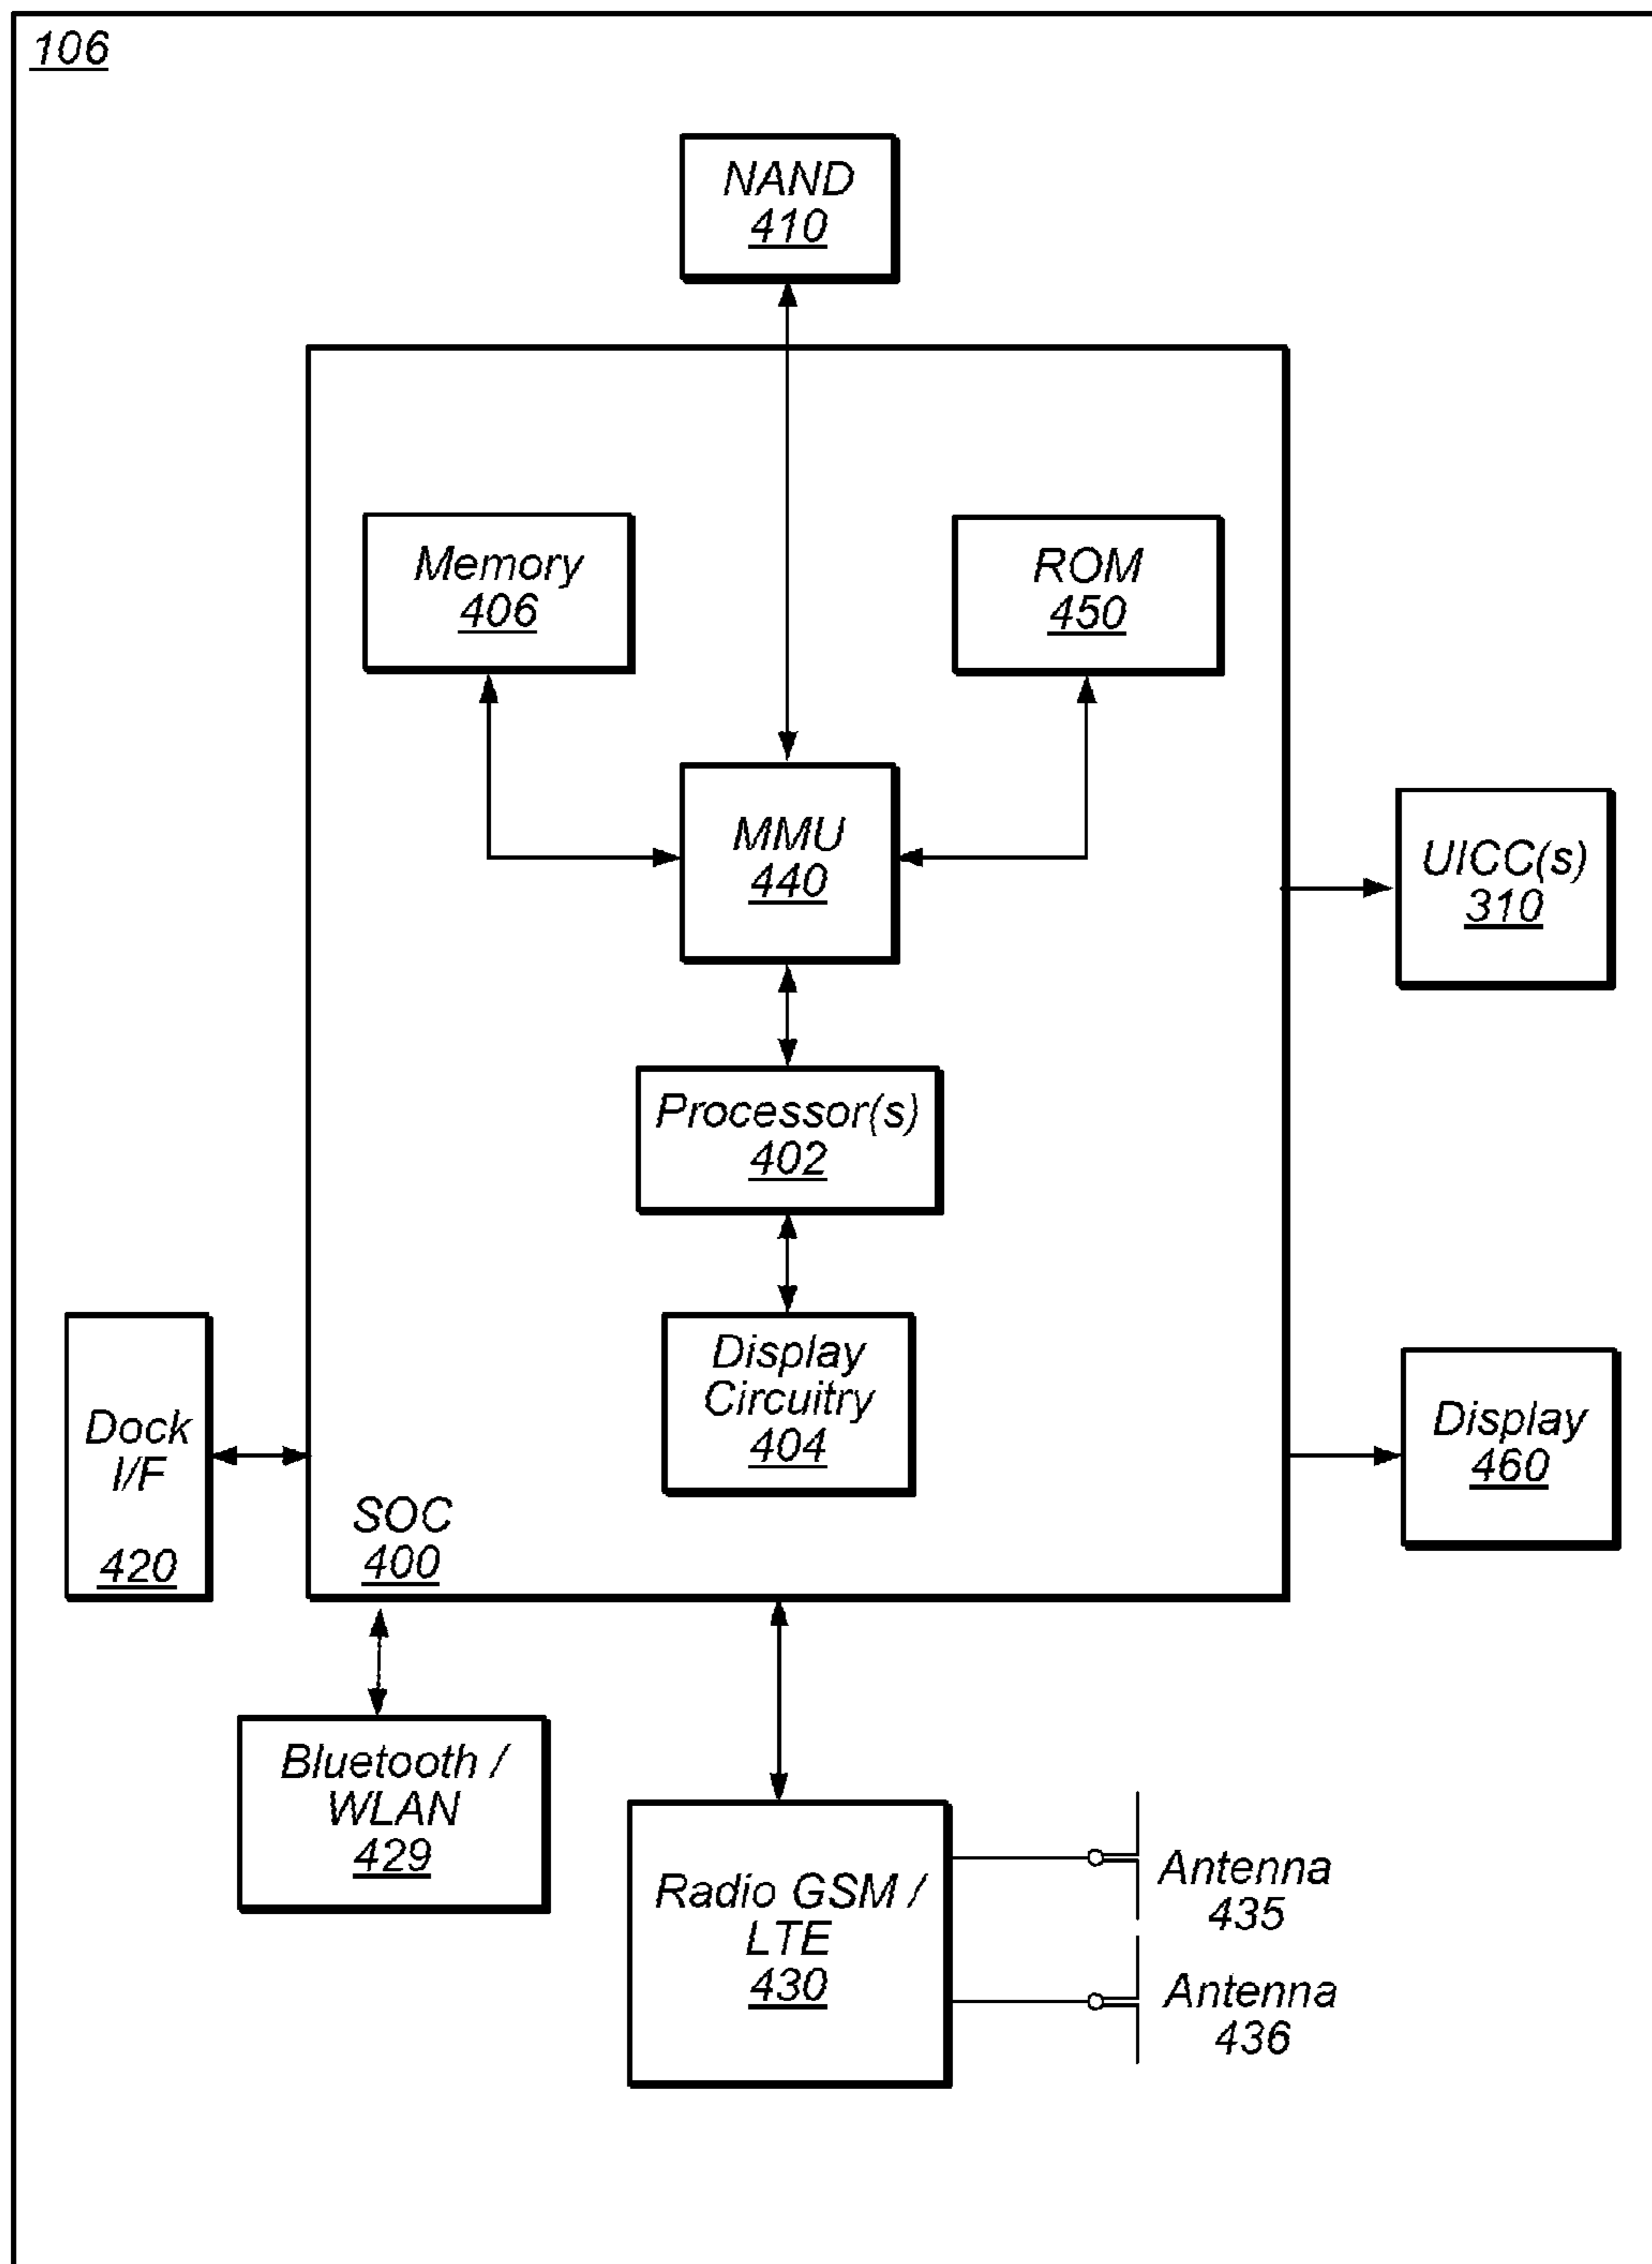 106
NAND
410
Memory
406
ROM
450
MMU
440
UICC(s)
310
Processor(s)
402
Display
Circuitry
404
Dock
I/F
420
Display
460
SOC
400
Bluetooth /
WLAN
429
Radio GSM /
LTE
430
Antenna
435
Antenna
436